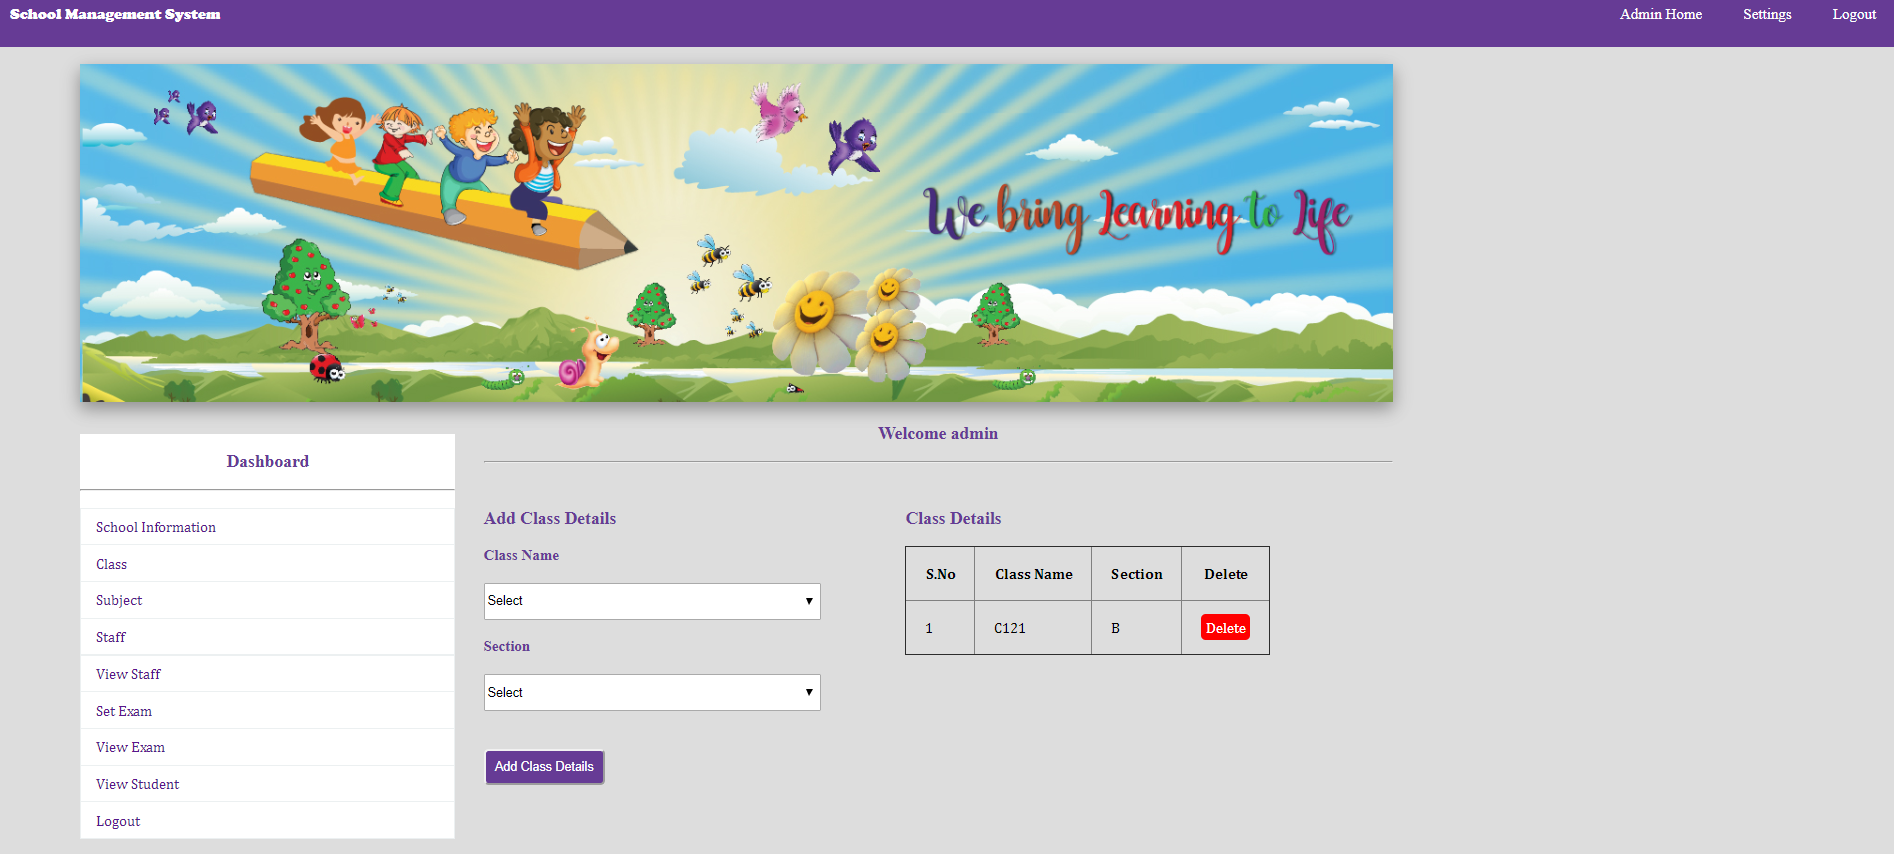 School Management System
Admin Home Settings Logout
We bring Learning to Life
Welcome admin
Dashboard
School Information
Class
Subject
Staff
View Staff
Set Exam
View Exam
View Student
Logout
Add Class Details
Class Name
Select
Section
Select
Add Class Details
Class Details
S.No Class Name Section Delete
1 C121 B Delete